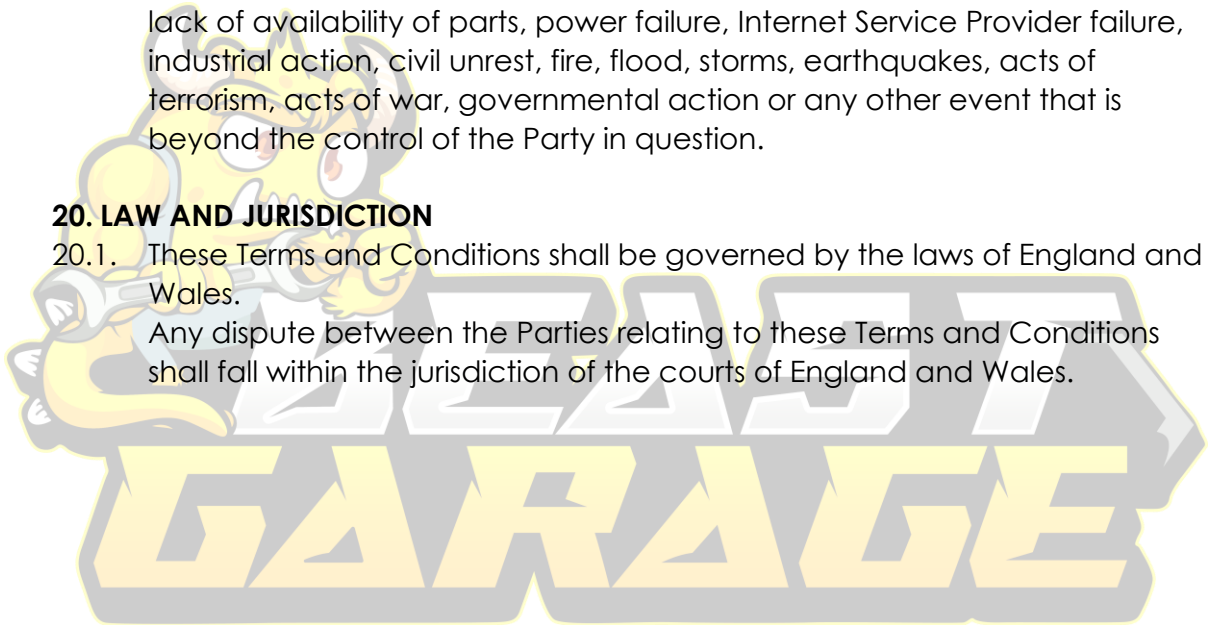 lack of availability of parts, power failure, Internet Service Provider failure,
industrial action, civil unrest, fire, flood, storms, earthquakes, acts of
terrorism, acts of war, governmental action or any other event that is
beyond the control of the Party in question.
20. LAW AND JURISDICTION
20.1. These Terms and Conditions shall be governed by the laws of England and
Wales.
Any dispute between the Parties relating to these Terms and Conditions
shall fall within the jurisdiction of the courts of England and Wales.
BEAST
GARAGE